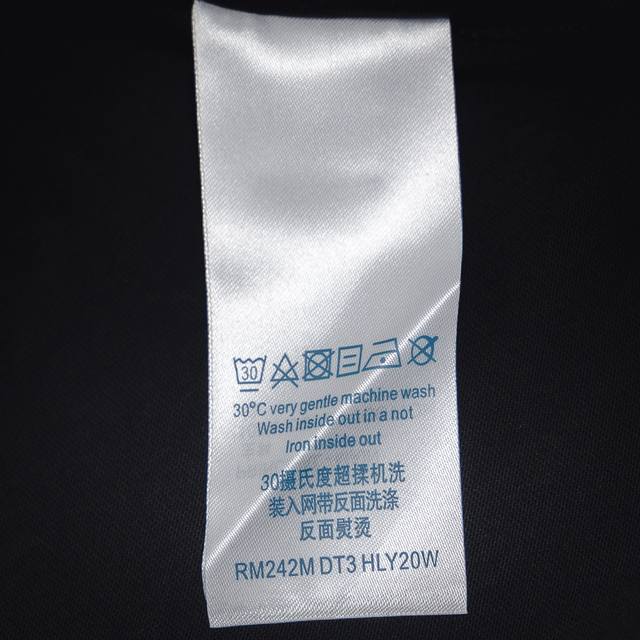 30
30°C very gentle machine wash
Wash inside out in a not
Iron inside out
30摄氏度超揉机洗
装入网带反面洗涤
反面熨烫
RM242M DT3 HLY20W